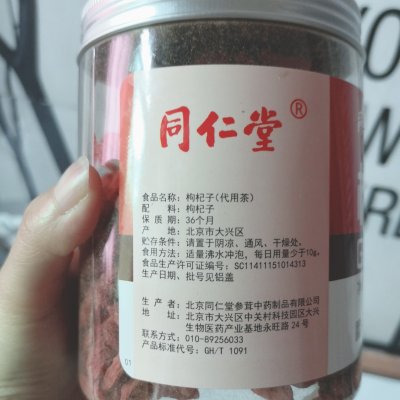 同仁堂®
食品名称：枸杞子(代用茶)
配 料：枸杞子
保 质 期：36个月
产 地：北京市大兴区
贮存条件：请置于阴凉、通风、干燥处。
食用方法：适量沸水冲泡，每日用量少于10g。
食品生产许可证编号：SC11411151014313
生产日期、批号见铝盖
生 产 者：北京同仁堂参茸中药制品有限公司
地 址：北京市大兴区中关村科技园区大兴
生物医药产业基地永旺路 24 号
联系方式：010-89256033
产品标准代号：GH/T 1091
01